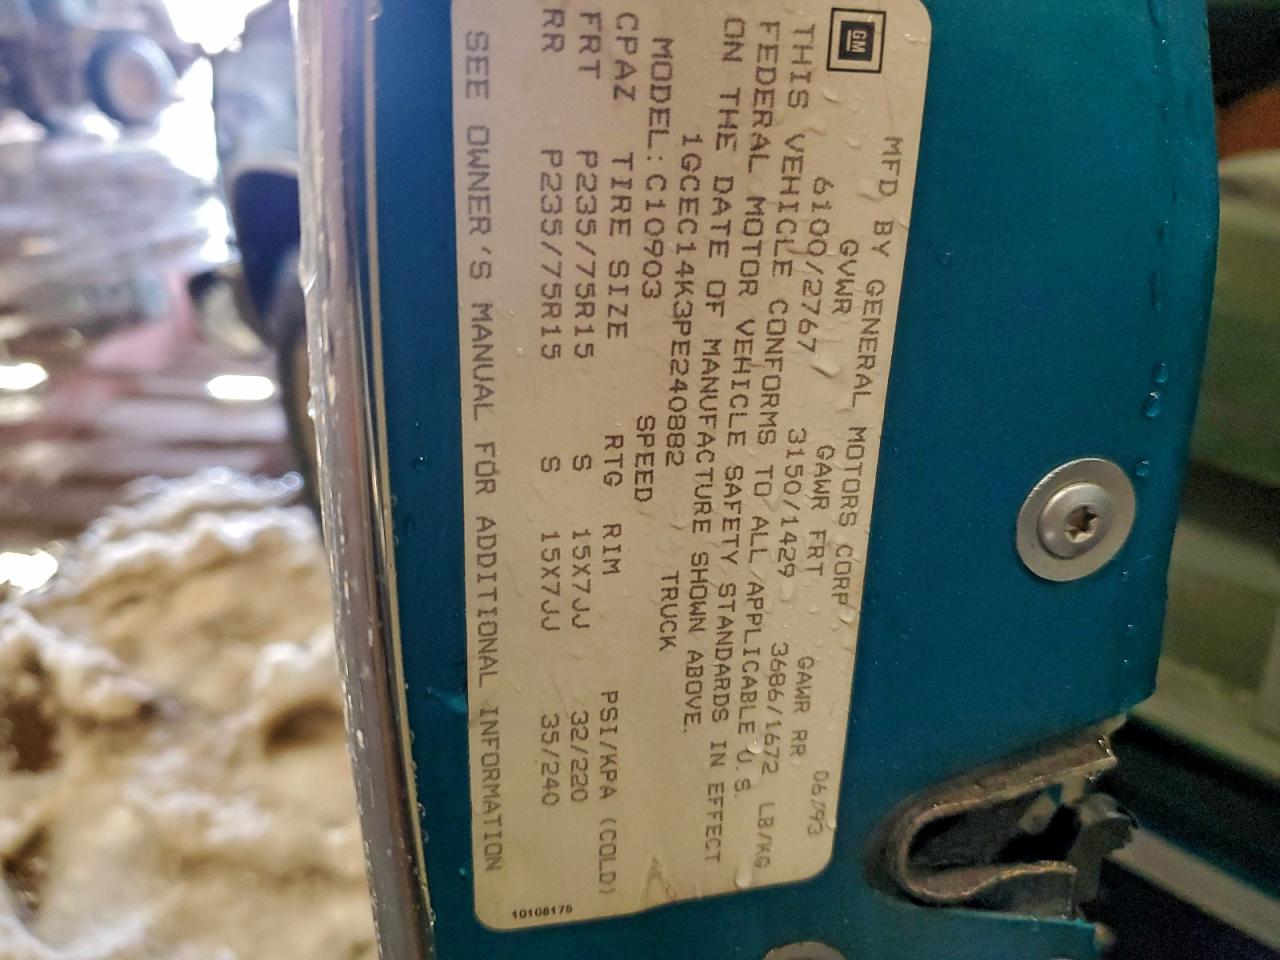 GM
MFD BY GENERAL MOTORS CORP 06/93
GVWR GAWR FRT GAWR RR
6100/2767 3150/1429 3686/1672 LB/KG
THIS VEHICLE CONFORMS TO ALL APPLICABLE U.S.
FEDERAL MOTOR VEHICLE SAFETY STANDARDS IN EFFECT
ON THE DATE OF MANUFACTURE SHOWN ABOVE.
1GCEC14K3PE240882 TRUCK
MODEL: C10903 SPEED
CPAZ TIRE SIZE RTG RIM PSI/KPA (COLD)
FRT P235/75R15 S 15X7JJ 32/220
RR P235/75R15 S 15X7JJ 35/240
SEE OWNER'S MANUAL FOR ADDITIONAL INFORMATION
10108175